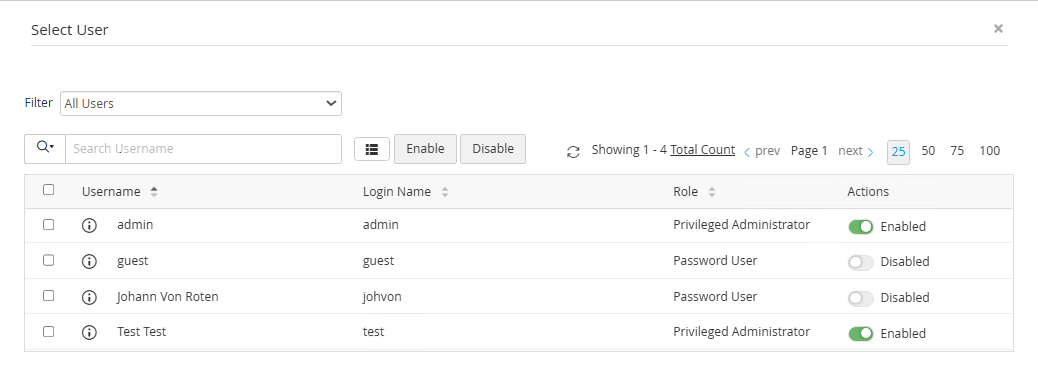 Select User ×
Filter All Users
Search Username Enable Disable Showing 1 - 4 Total Count prev Page 1 next 25 50 75 100
Username Login Name Role Actions
admin admin Privileged Administrator Enabled
guest guest Password User Disabled
Johann Von Roten johvon Password User Disabled
Test Test test Privileged Administrator Enabled